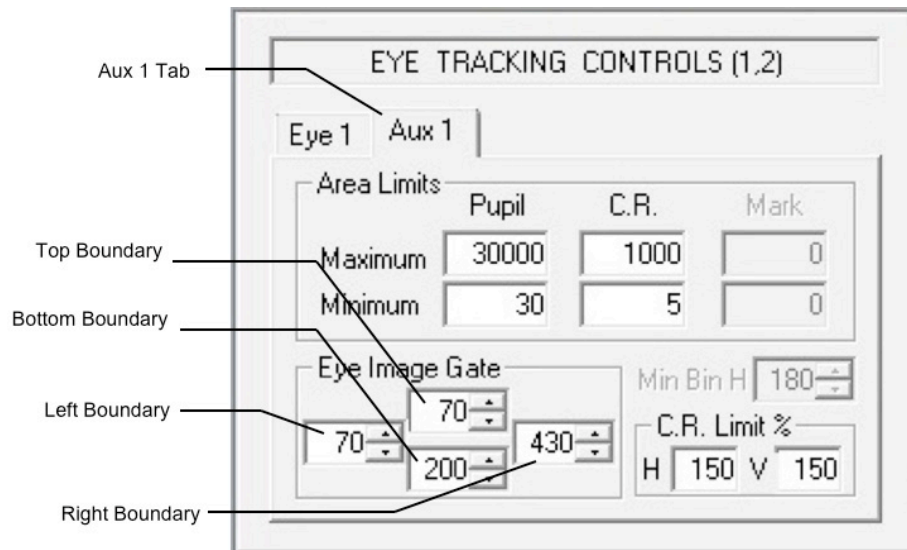 EYE TRACKING CONTROLS (1,2)
Aux 1 Tab
Eye 1 Aux 1
Area Limits
Pupil C.R. Mark
Top Boundary
Maximum 30000 1000 0
Bottom Boundary
Minimum 30 5 0
Eye Image Gate
Min Bin H 180
Left Boundary
70
70
430
200
C.R. Limit %
H 150 V 150
Right Boundary